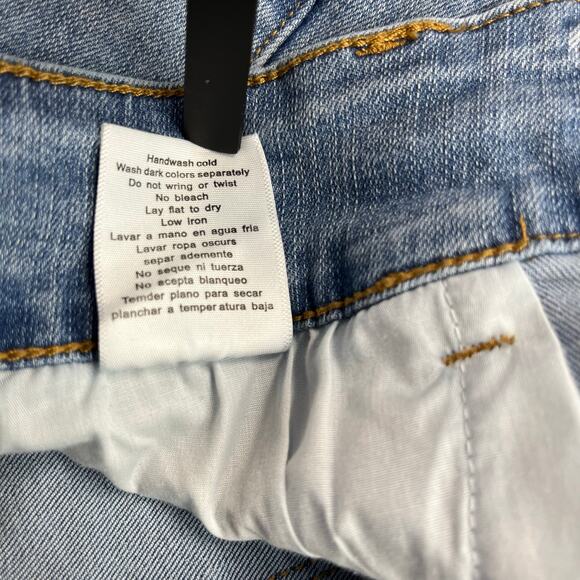 Handwash cold
Wash dark colors separately
Do not wring or twist
No bleach
Lay flat to dry
Low iron
Lavar a mano en agua fria
Lavar ropa oscurs
separ ademente
No seque ni tuerza
No acepta blanqueo
Temder plano para secar
planchar a temperatura baja